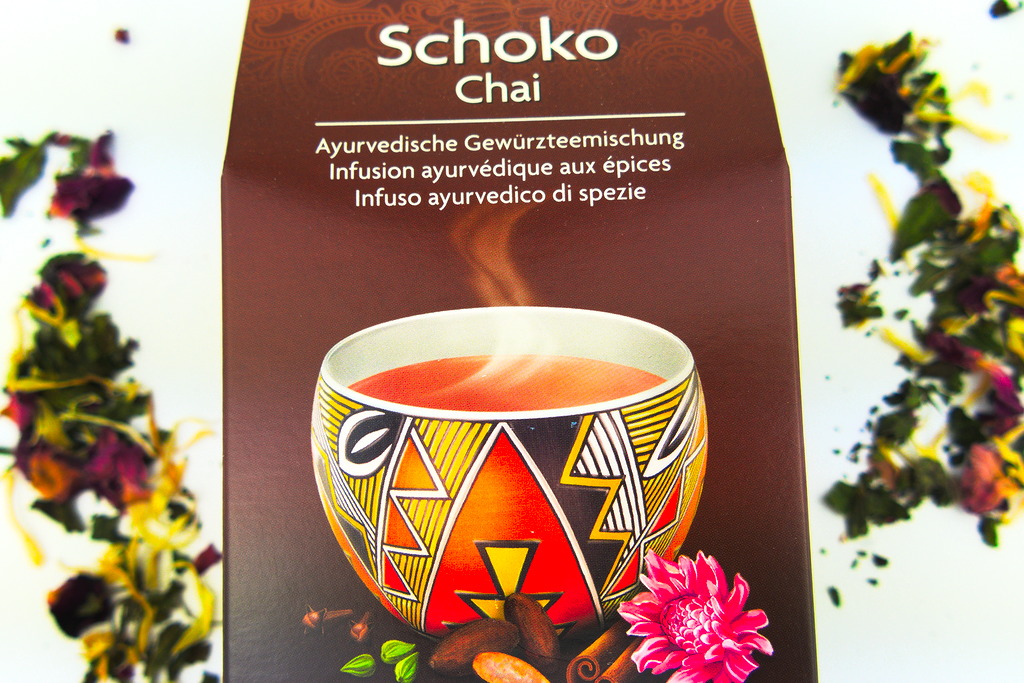 Schoko
Chai
Ayurvedische Gewürzteemischung
Infusion ayurvédique aux épices
Infuso ayurvedico di spezie